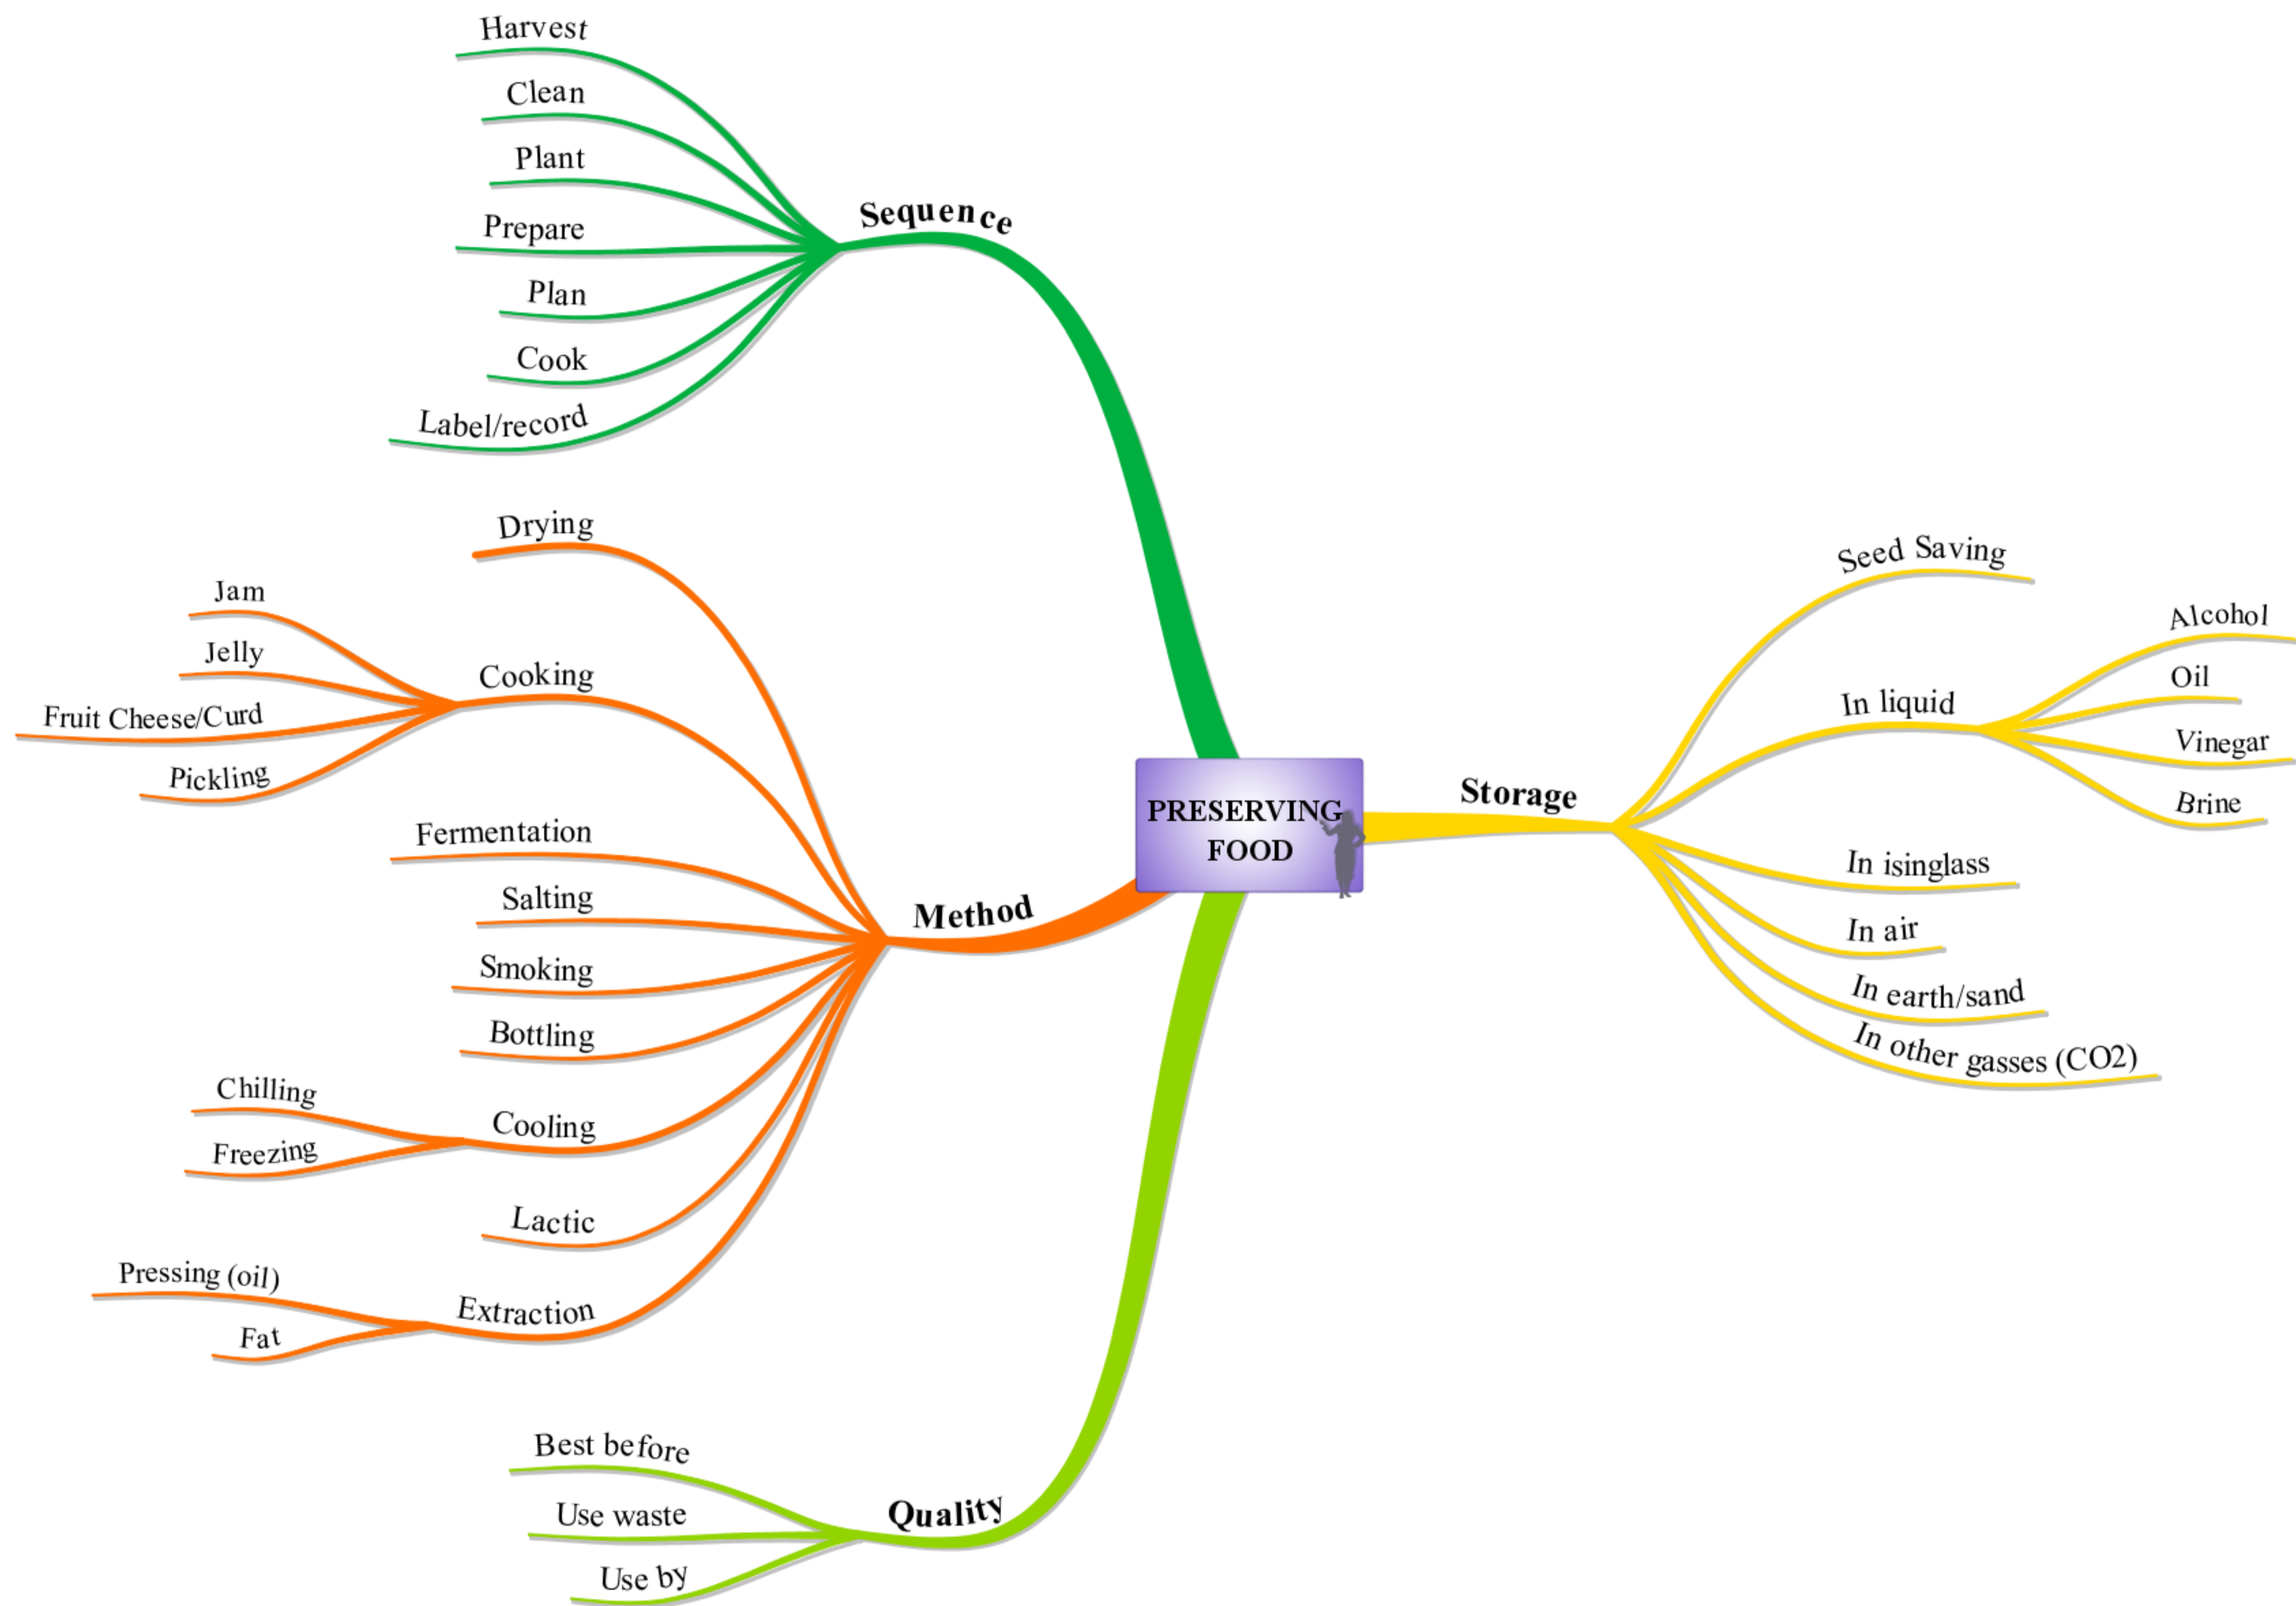 Harvest
Clean
Plant
Prepare
Plan
Cook
Label/record
Sequence
Drying
Jam
Jelly
Fruit Cheese/Curd
Pickling
Cooking
Fermentation
Salting
Smoking
Bottling
Chilling
Freezing
Cooling
Lactic
Pressing (oil)
Fat
Extraction
Method
Best before
Use waste
Use by
Quality
PRESERVING
FOOD
Storage
Seed Saving
In liquid
Alcohol
Oil
Vinegar
Brine
In isinglass
In air
In earth/sand
In other gasses (CO2)